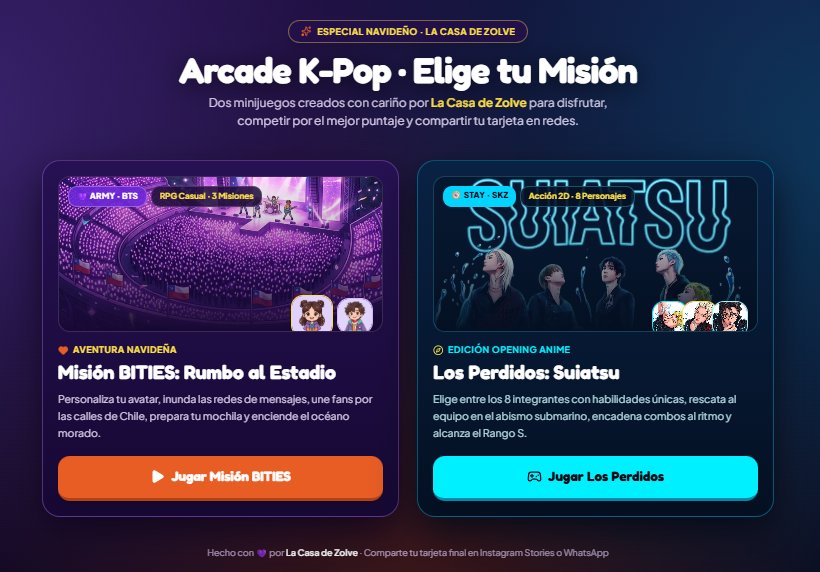 ESPECIAL NAVIDEÑO · LA CASA DE ZOLVE
Arcade K-Pop · Elige tu Misión
Dos minijuegos creados con cariño por La Casa de Zolve para disfrutar,
competir por el mejor puntaje y compartir tu tarjeta en redes.
ARMY · BTS
RPG Casual · 3 Misiones
AVENTURA NAVIDEÑA
Misión BITIES: Rumbo al Estadio
Personaliza tu avatar, inunda las redes de mensajes, une fans por
las calles de Chile, prepara tu mochila y enciende el océano
morado.
Jugar Misión BITIES
STAY · SKZ
Acción 2D · 8 Personajes
SUIATSU
EDICIÓN OPENING ANIME
Los Perdidos: Suiatsu
Elige entre los 8 integrantes con habilidades únicas, rescata al
equipo en el abismo submarino, encadena combos al ritmo y
alcanza el Rango S.
Jugar Los Perdidos
Hecho con 💜 por La Casa de Zolve · Comparte tu tarjeta final en Instagram Stories o WhatsApp